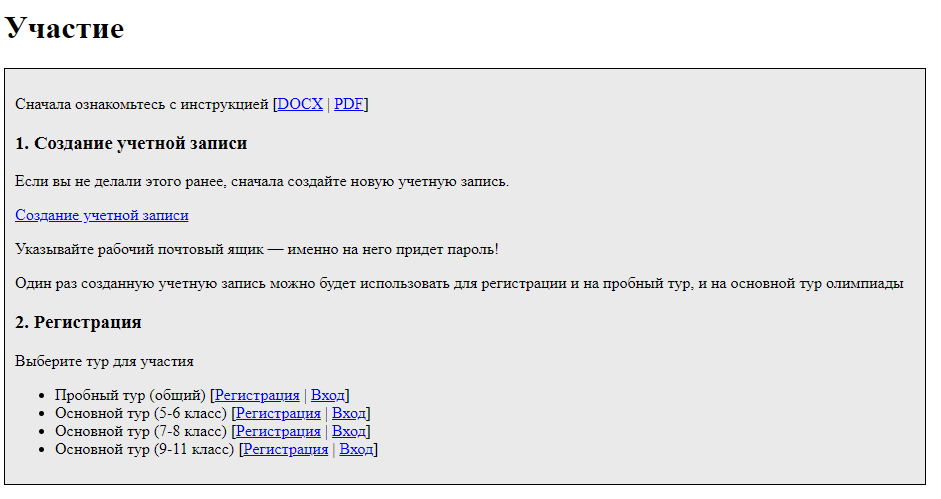 Участие
Сначала ознакомьтесь с инструкцией [DOCX | PDF]
1. Создание учетной записи
Если вы не делали этого ранее, сначала создайте новую учетную запись.
Создание учетной записи
Указывайте рабочий почтовый ящик — именно на него придет пароль!
Один раз созданную учетную запись можно будет использовать для регистрации и на пробный тур, и на основной тур олимпиады
2. Регистрация
Выберите тур для участия
• Пробный тур (общий) [Регистрация | Вход]
• Основной тур (5-6 класс) [Регистрация | Вход]
• Основной тур (7-8 класс) [Регистрация | Вход]
• Основной тур (9-11 класс) [Регистрация | Вход]